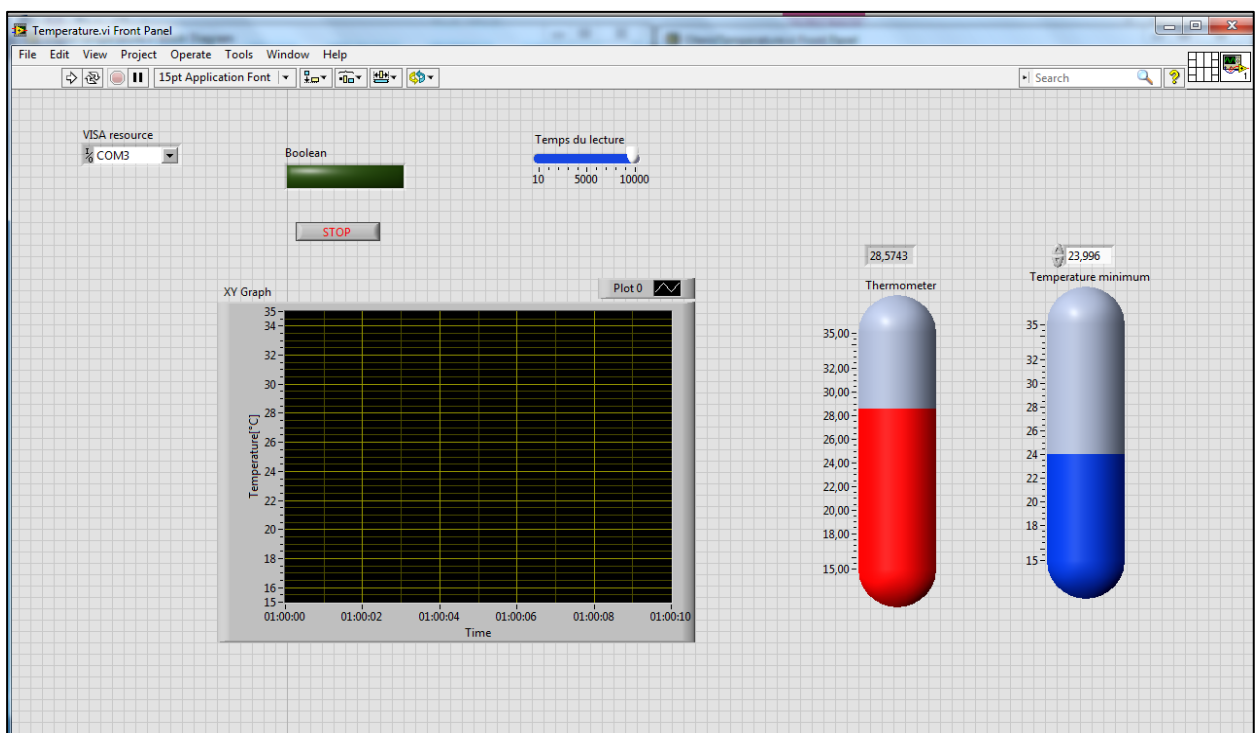 Temperature.vi Front Panel
File Edit View Project Operate Tools Window Help
15pt Application Font
Search
1
VISA resource
COM3
Boolean
Temps du lecture
10 5000 10000
STOP
28,5743
23,996
Thermometer
Temperature minimum
XY Graph
Plot 0
35
34
32
30
28
26
24
22
20
18
16
15
Temperature[°C]
01:00:00 01:00:02 01:00:04 01:00:06 01:00:08 01:00:10
Time
35,00
32,00
30,00
28,00
26,00
24,00
22,00
20,00
18,00
15,00
35
32
30
28
26
24
22
20
18
15